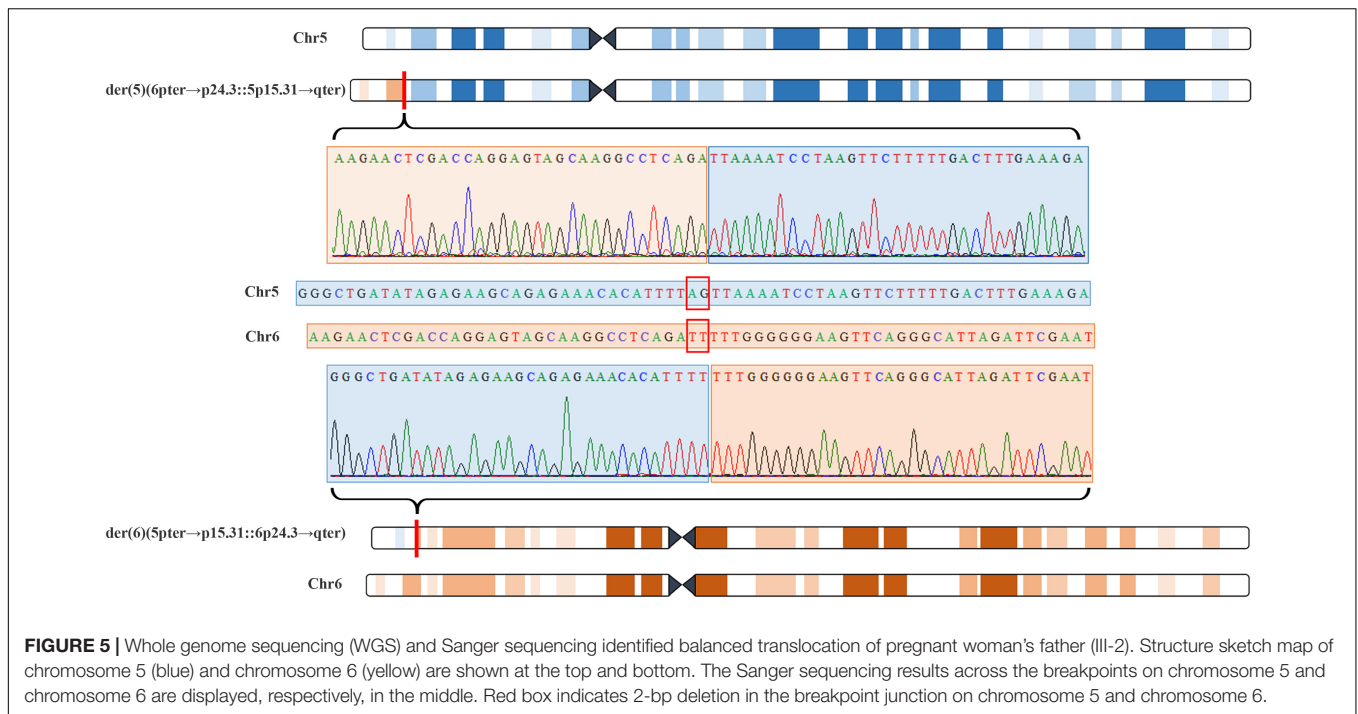 Chr5
der(5)(6pter→p24.3::5p15.31→qter)
AAGAACTCGACCAGGAGTAGCAAGGCCTCAGATTAAAATCCTAAGTTCTTTTTGACTTTGAAAGA
Chr5 GGGCTGATATAGAGAAGCAGAGAAACACATTTTAGTTAAAATCCTAAGTTCTTTTTGACTTTGAAAGA
Chr6 AAGAACTCGACCAGGAGTAGCAAGGCCTCAGATTTTTGGGGGGAAGTTCAGGGCATTAGATTCGAAT
GGGCTGATATAGAGAAGCAGAGAAACACATTTT TTTGGGGGGAAGTTCAGGGCATTAGATTCGAAT
der(6)(5pter→p15.31::6p24.3→qter)
Chr6
FIGURE 5 | Whole genome sequencing (WGS) and Sanger sequencing identified balanced translocation of pregnant woman's father (III-2). Structure sketch map of
chromosome 5 (blue) and chromosome 6 (yellow) are shown at the top and bottom. The Sanger sequencing results across the breakpoints on chromosome 5 and
chromosome 6 are displayed, respectively, in the middle. Red box indicates 2-bp deletion in the breakpoint junction on chromosome 5 and chromosome 6.